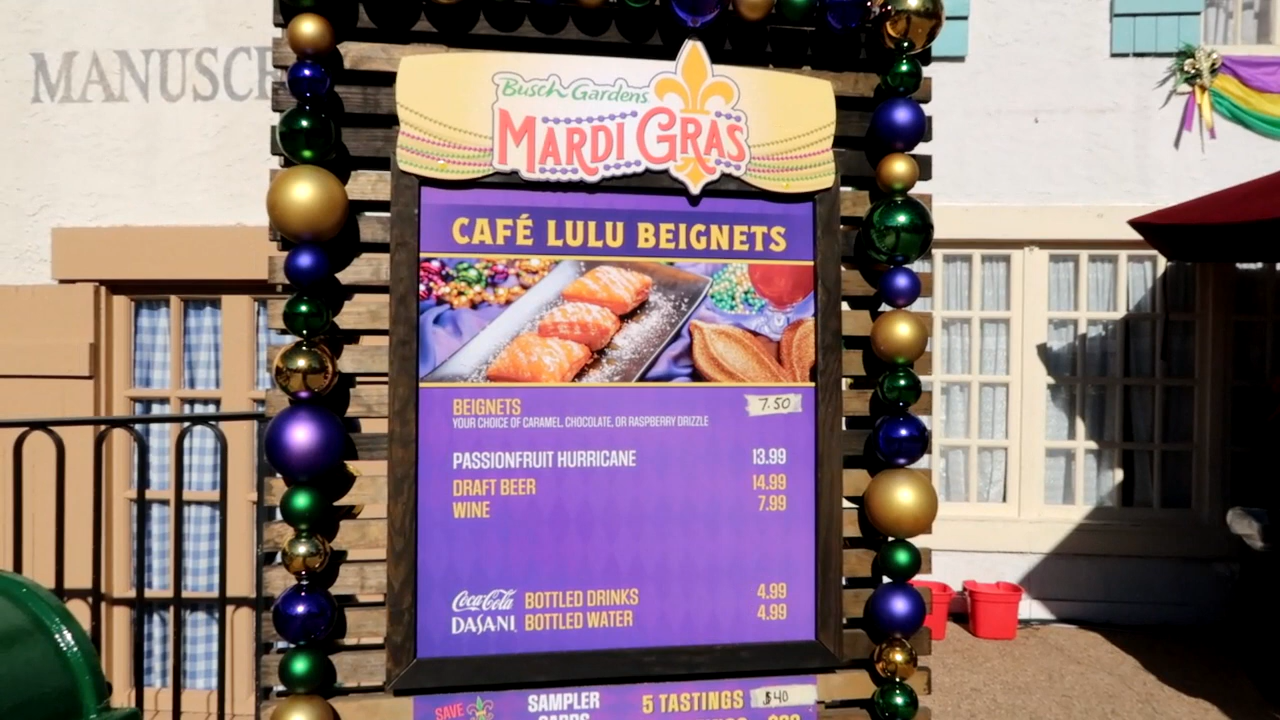 MANUSC
Busch Gardens
MARDI GRAS
CAFÉ LULU BEIGNETS
BEIGNETS 7.50
YOUR CHOICE OF CARAMEL, CHOCOLATE, OR RASPBERRY DRIZZLE
PASSIONFRUIT HURRICANE 13.99
DRAFT BEER 14.99
WINE 7.99
Coca-Cola BOTTLED DRINKS 4.99
DASANI BOTTLED WATER 4.99
SAVE SAMPLER 5 TASTINGS $40